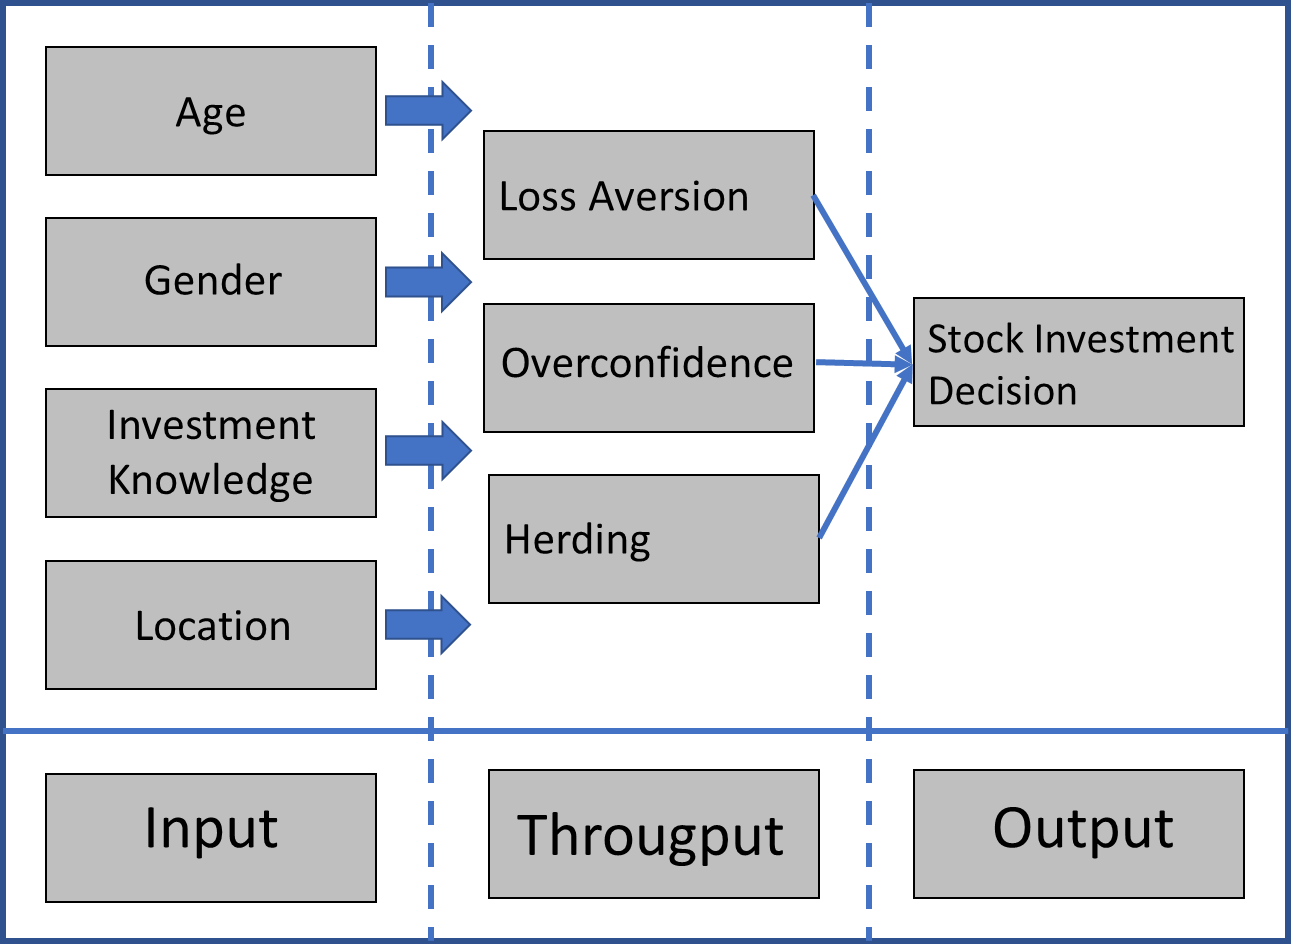 Age
Gender
Investment
Knowledge
Location
Loss Aversion
Overconfidence
Herding
Stock Investment
Decision
Input
Througput
Output